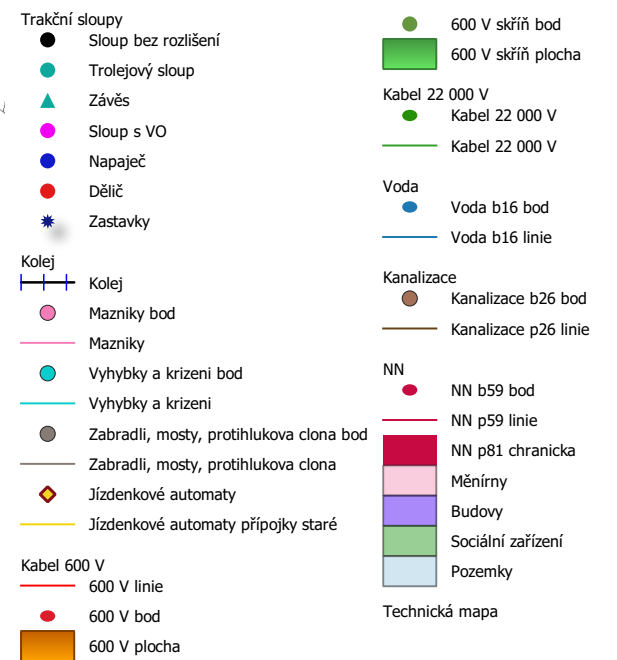 Trakční sloupy
Sloup bez rozlišení
Trolejový sloup
Závěs
Sloup s VO
Napaječ
Dělič
Zastavky
Kolej
Kolej
Mazniky bod
Mazniky
Vyhybky a krizeni bod
Vyhybky a krizeni
Zabradli, mosty, protihlukova clona bod
Zabradli, mosty, protihlukova clona
Jízdenkové automaty
Jízdenkové automaty přípojky staré
Kabel 600 V
600 V linie
600 V bod
600 V plocha
600 V skříň bod
600 V skříň plocha
Kabel 22 000 V
Kabel 22 000 V
Kabel 22 000 V
Voda
Voda b16 bod
Voda b16 linie
Kanalizace
Kanalizace b26 bod
Kanalizace p26 linie
NN
NN b59 bod
NN p59 linie
NN p81 chranicka
Měnírny
Budovy
Sociální zařízení
Pozemky
Technická mapa